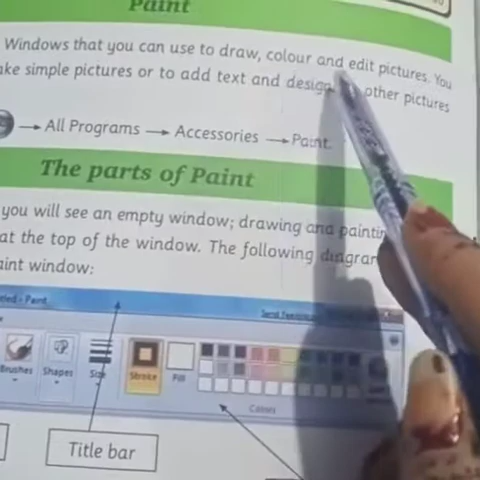 Paint
Windows that you can use to draw, colour and edit pictures. You
ke simple pictures or to add text and design other pictures
→ All Programs → Accessories → Paint.
The parts of Paint
you will see an empty window; drawing and paintin
at the top of the window. The following diagram
aint window:
Paint
Brushes Shapes Size Stroke Fill
Colors
Title bar